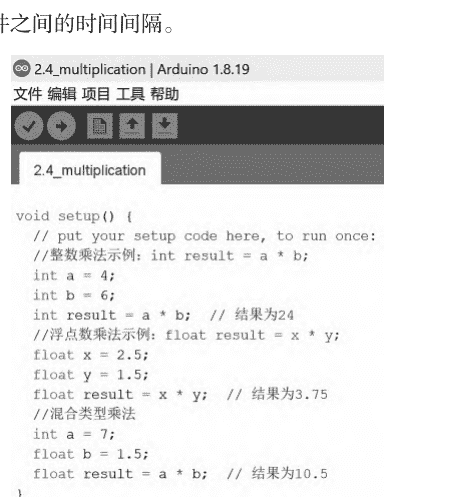 件之间的时间间隔。
2.4_multiplication | Arduino 1.8.19
文件 编辑 项目 工具 帮助
2.4_multiplication
void setup() {
// put your setup code here, to run once:
//整数乘法示例：int result = a * b;
int a = 4;
int b = 6;
int result = a * b; // 结果为24
//浮点数乘法示例：float result = x * y;
float x = 2.5;
float y = 1.5;
float result = x * y; // 结果为3.75
//混合类型乘法
int a = 7;
float b = 1.5;
float result = a * b; // 结果为10.5
}